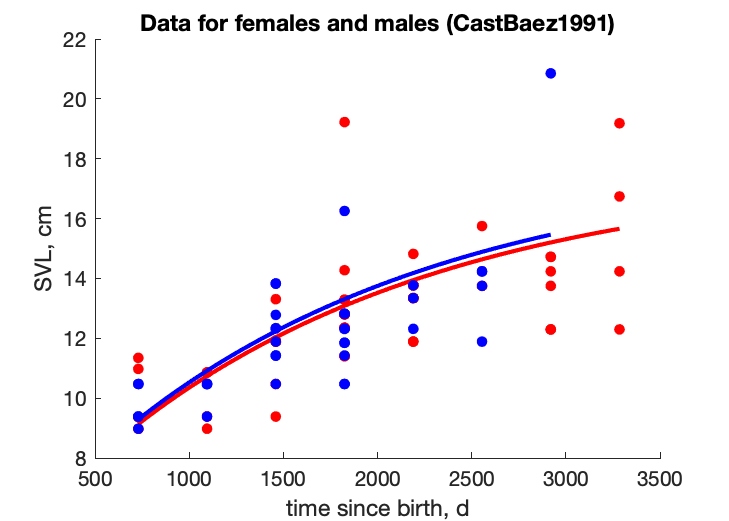 Data for females and males (CastBaez1991)
22
20
18
16
14
12
10
8
SVL, cm
500 1000 1500 2000 2500 3000 3500
time since birth, d